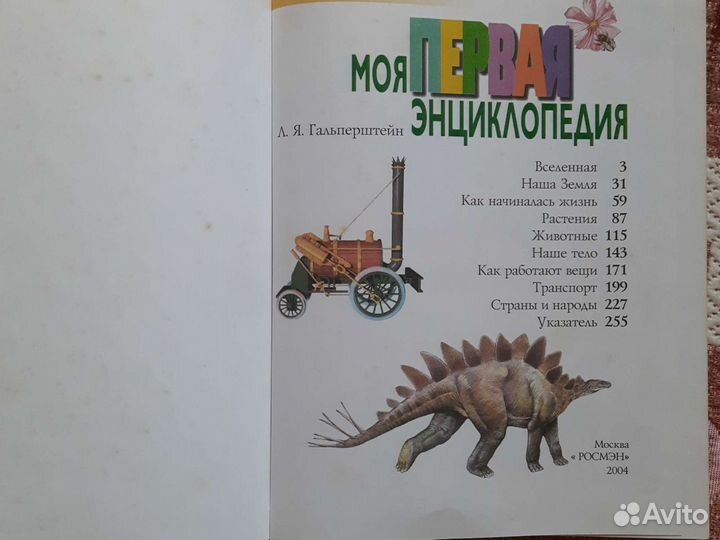 МОЯ ПЕРВАЯ
ЭНЦИКЛОПЕДИЯ
Л. Я. Гальперштейн
Вселенная 3
Наша Земля 31
Как начиналась жизнь 59
Растения 87
Животные 115
Наше тело 143
Как работают вещи 171
Транспорт 199
Страны и народы 227
Указатель 255
Москва
« РОСМЭН»
2004
Avito